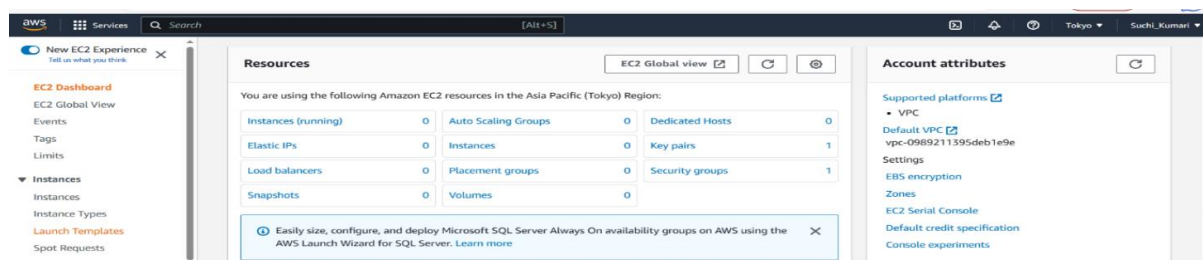 aws Services Search [Alt+S] Tokyo Suchi_Kumari
New EC2 Experience
Tell us what you think
EC2 Dashboard
EC2 Global View
Events
Tags
Limits
Instances
Instances
Instance Types
Launch Templates
Spot Requests
Resources
EC2 Global view
You are using the following Amazon EC2 resources in the Asia Pacific (Tokyo) Region:
Instances (running) 0 Auto Scaling Groups 0 Dedicated Hosts 0
Elastic IPs 0 Instances 0 Key pairs 1
Load balancers 0 Placement groups 0 Security groups 1
Snapshots 0 Volumes 0
Easily size, configure, and deploy Microsoft SQL Server Always On availability groups on AWS using the
AWS Launch Wizard for SQL Server. Learn more
Account attributes
Supported platforms
• VPC
Default VPC
vpc-0989211395deb1e9e
Settings
EBS encryption
Zones
EC2 Serial Console
Default credit specification
Console experiments